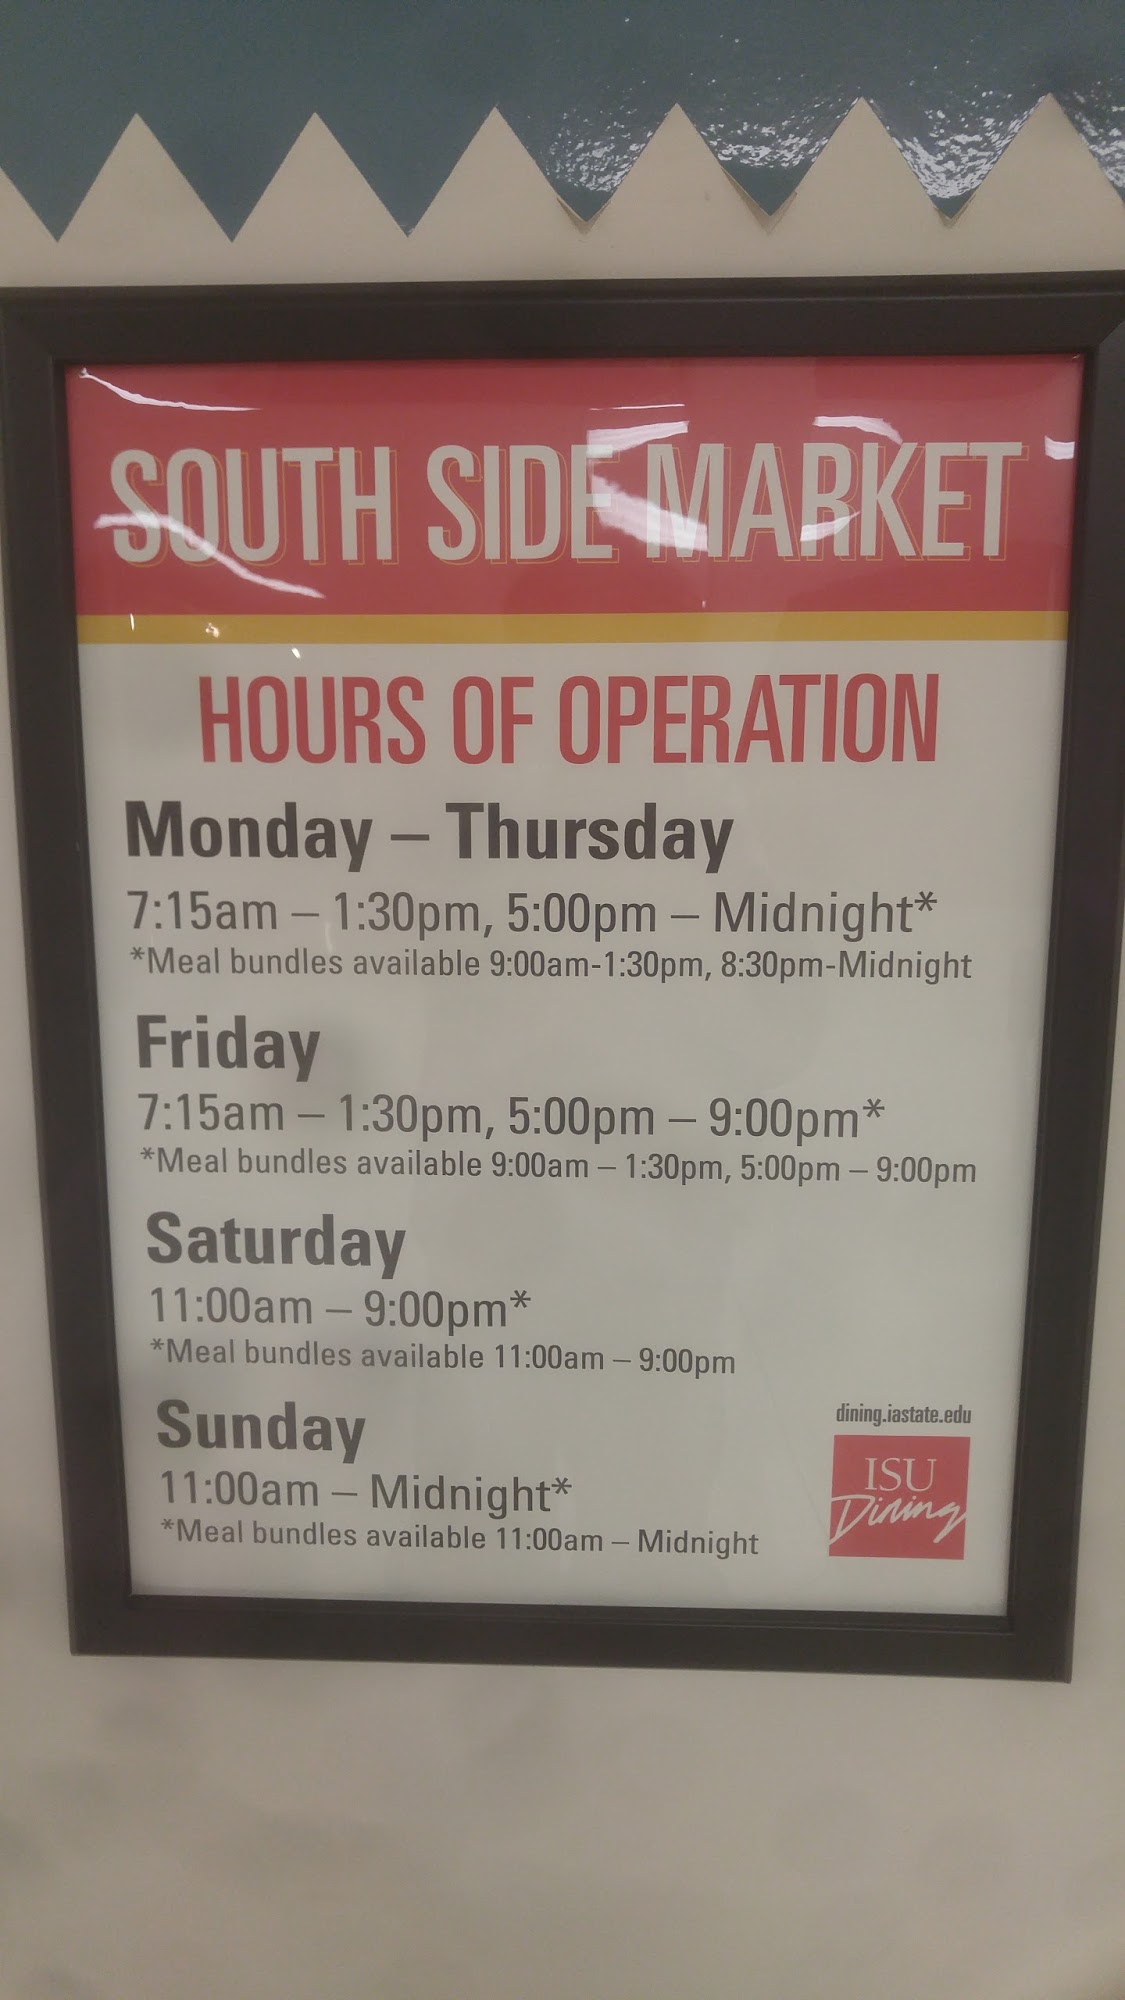 SOUTH SIDE MARKET
HOURS OF OPERATION
Monday – Thursday
7:15am – 1:30pm, 5:00pm – Midnight*
*Meal bundles available 9:00am-1:30pm, 8:30pm-Midnight
Friday
7:15am – 1:30pm, 5:00pm – 9:00pm*
*Meal bundles available 9:00am – 1:30pm, 5:00pm – 9:00pm
Saturday
11:00am – 9:00pm*
*Meal bundles available 11:00am – 9:00pm
Sunday
11:00am – Midnight*
*Meal bundles available 11:00am – Midnight
dining.iastate.edu
ISU
Dining